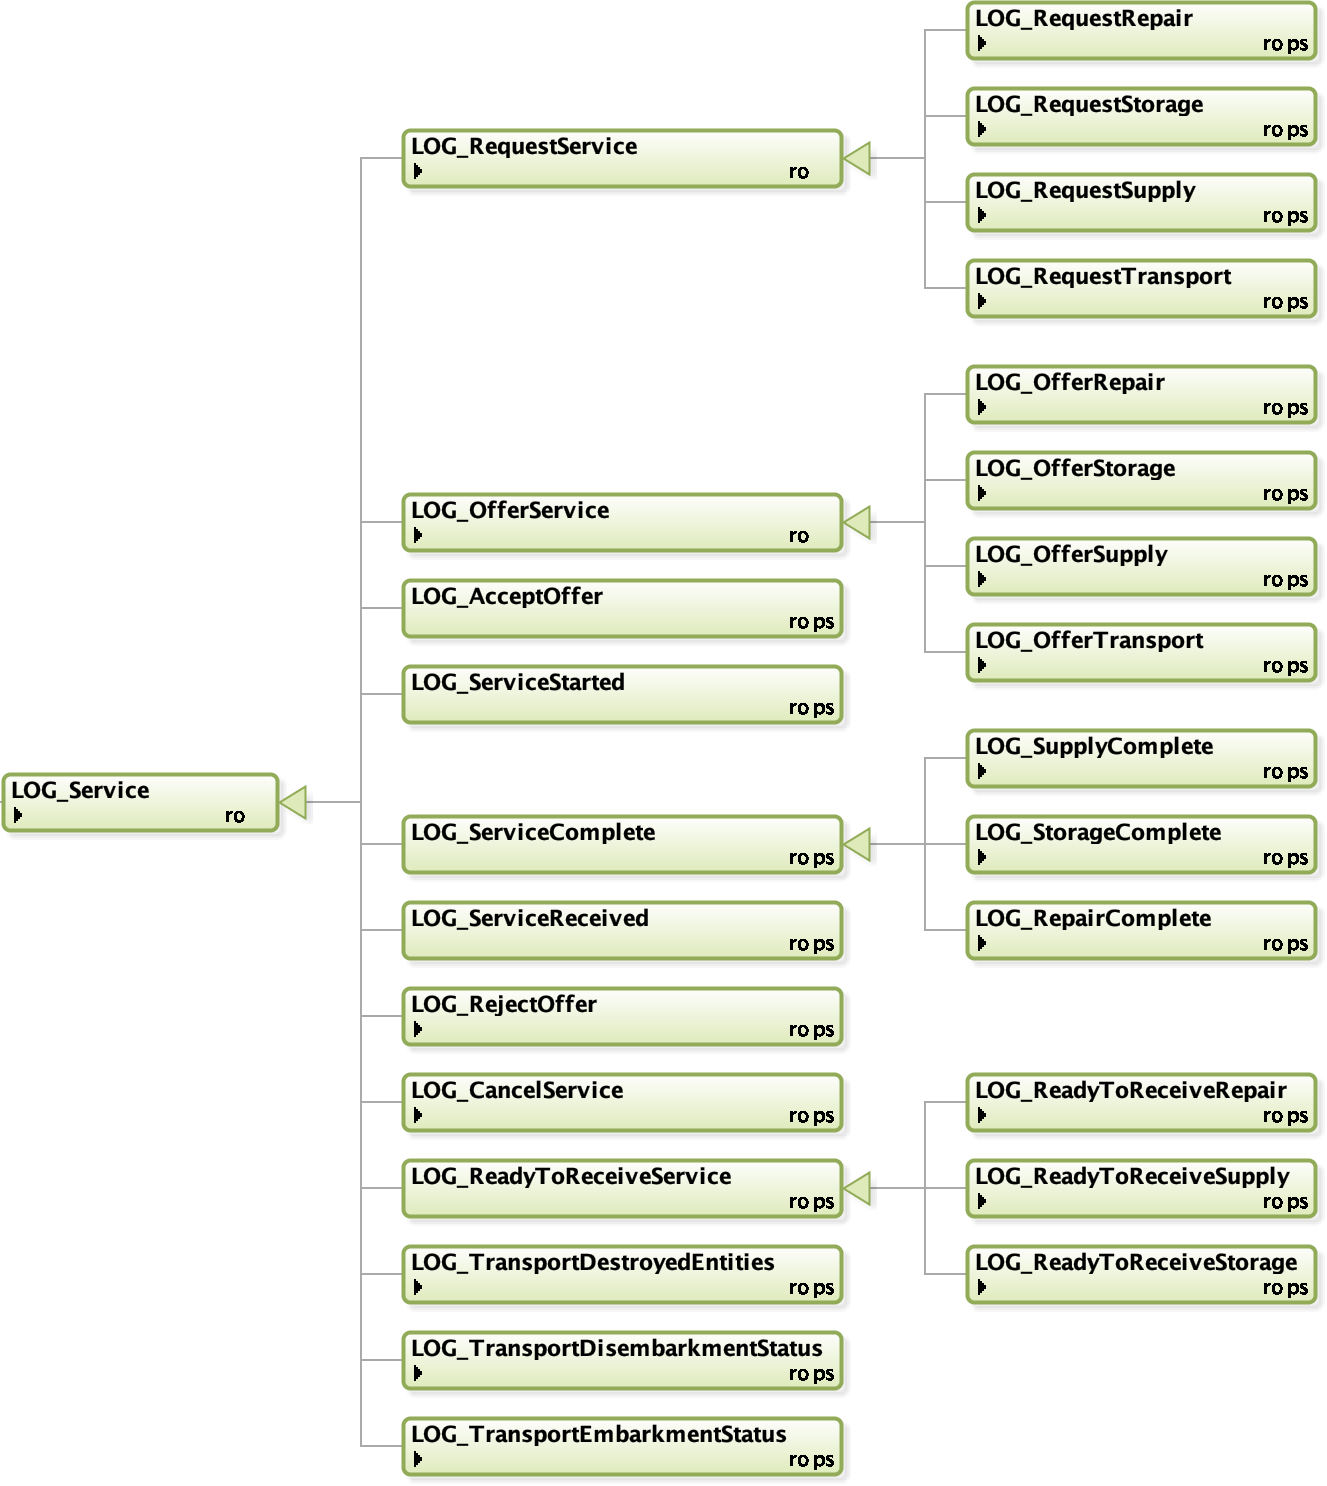 LOG_Service
ro
LOG_RequestService
ro
LOG_RequestRepair
ro ps
LOG_RequestStorage
ro ps
LOG_RequestSupply
ro ps
LOG_RequestTransport
ro ps
LOG_OfferService
ro
LOG_OfferRepair
ro ps
LOG_OfferStorage
ro ps
LOG_OfferSupply
ro ps
LOG_OfferTransport
ro ps
LOG_AcceptOffer
ro ps
LOG_ServiceStarted
ro ps
LOG_ServiceComplete
ro ps
LOG_SupplyComplete
ro ps
LOG_StorageComplete
ro ps
LOG_RepairComplete
ro ps
LOG_ServiceReceived
ro ps
LOG_RejectOffer
ro ps
LOG_CancelService
ro ps
LOG_ReadyToReceiveService
ro ps
LOG_ReadyToReceiveRepair
ro ps
LOG_ReadyToReceiveSupply
ro ps
LOG_ReadyToReceiveStorage
ro ps
LOG_TransportDestroyedEntities
ro ps
LOG_TransportDisembarkmentStatus
ro ps
LOG_TransportEmbarkmentStatus
ro ps